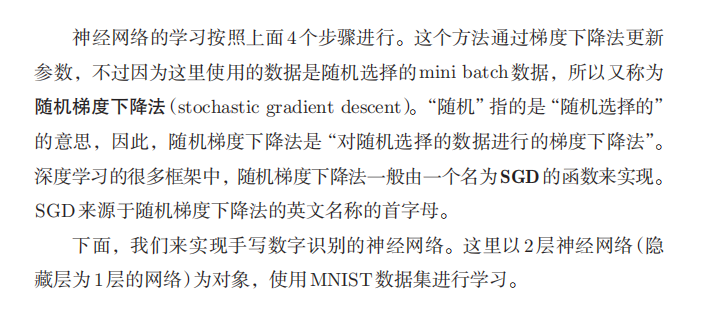 神经网络的学习按照上面4个步骤进行。这个方法通过梯度下降法更新
参数，不过因为这里使用的数据是随机选择的mini batch数据，所以又称为
随机梯度下降法(stochastic gradient descent)。“随机”指的是“随机选择的”
的意思，因此，随机梯度下降法是“对随机选择的数据进行的梯度下降法”。
深度学习的很多框架中，随机梯度下降法一般由一个名为SGD的函数来实现。
SGD来源于随机梯度下降法的英文名称的首字母。
下面，我们来实现手写数字识别的神经网络。这里以2层神经网络(隐
藏层为1层的网络)为对象，使用MNIST数据集进行学习。